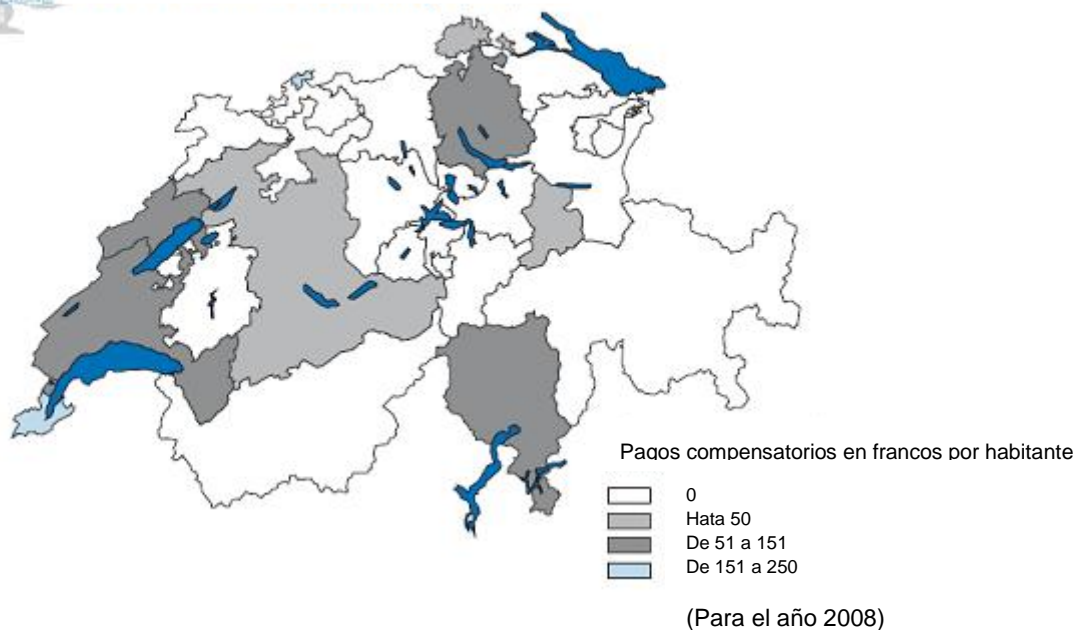 Pagos compensatorios en francos por habitante
0
Hata 50
De 51 a 151
De 151 a 250
(Para el año 2008)